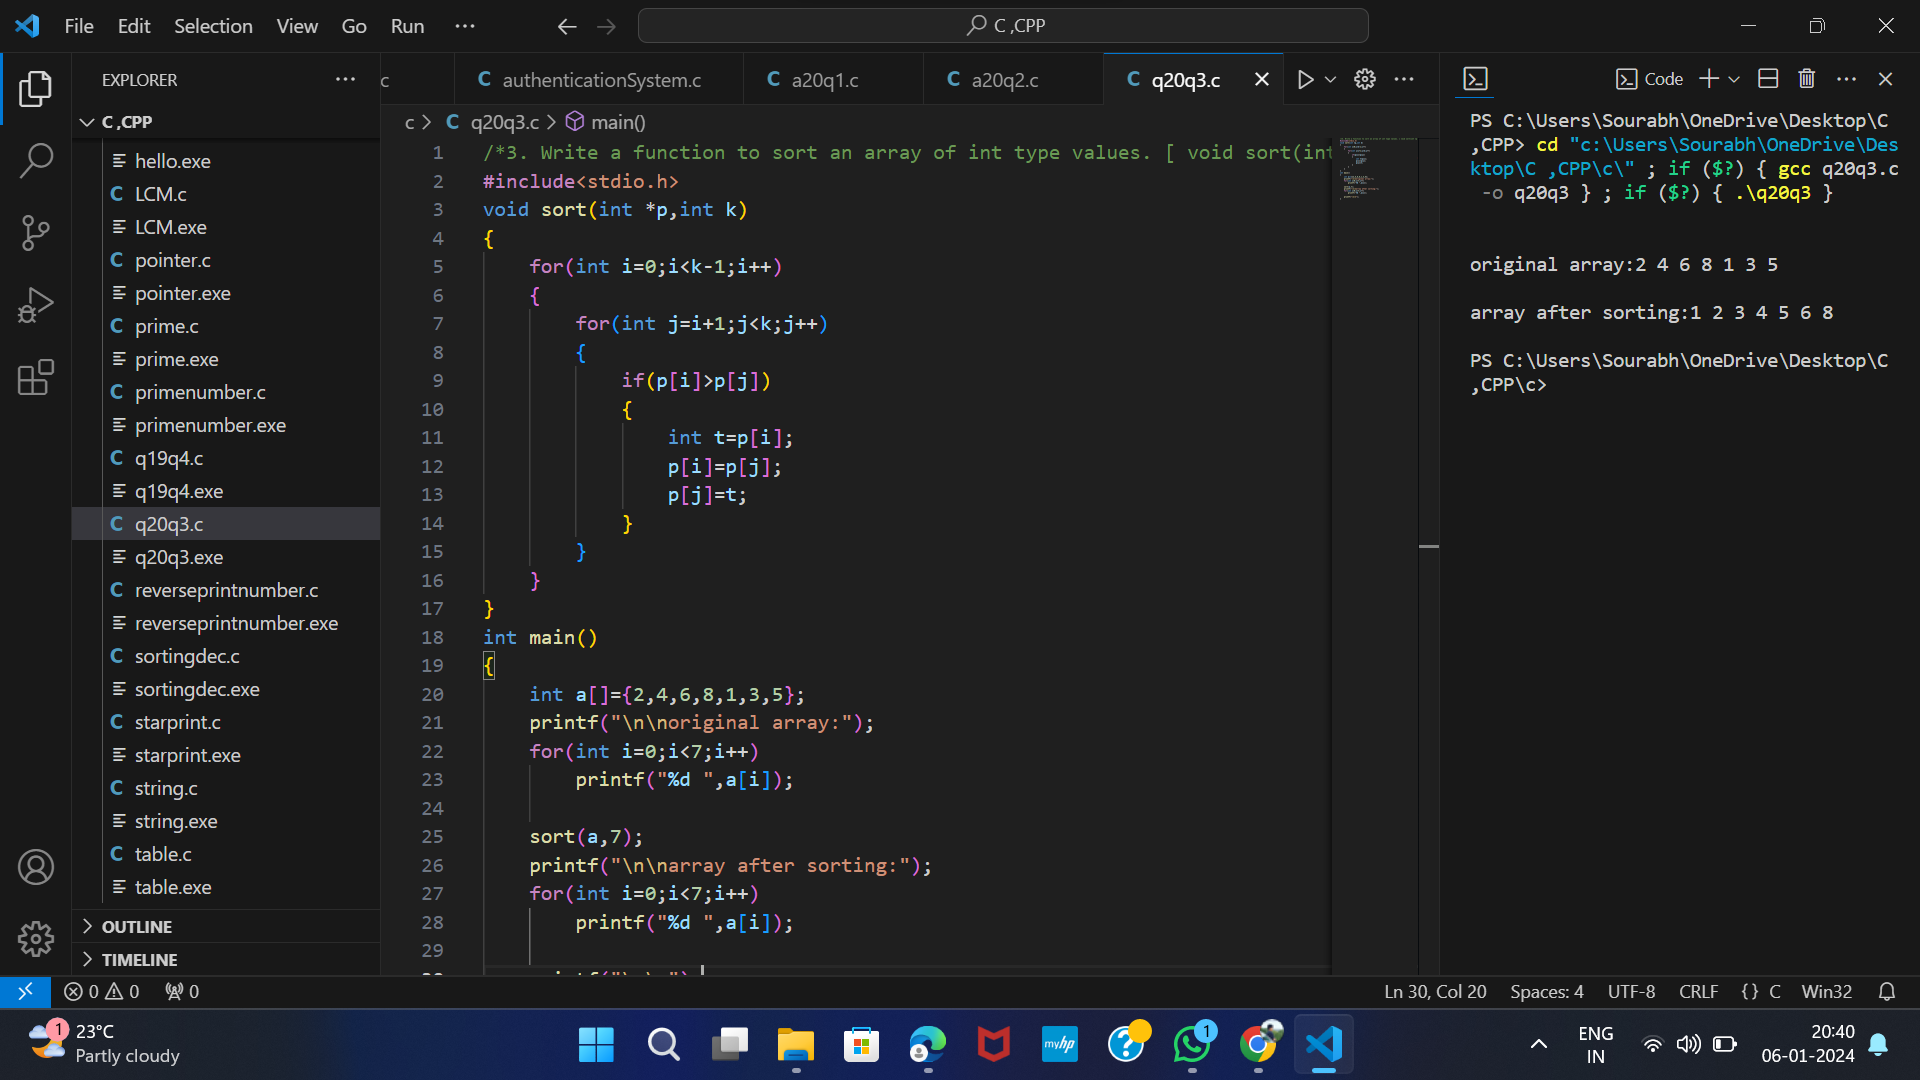 File Edit Selection View Go Run ···
C ,CPP
EXPLORER ···
C ,CPP
hello.exe
LCM.c
LCM.exe
pointer.c
pointer.exe
prime.c
prime.exe
primenumber.c
primenumber.exe
q19q4.c
q19q4.exe
q20q3.c
q20q3.exe
reverseprintnumber.c
reverseprintnumber.exe
sortingdec.c
sortingdec.exe
starprint.c
starprint.exe
string.c
string.exe
table.c
table.exe
OUTLINE
TIMELINE
c authenticationSystem.c a20q1.c a20q2.c q20q3.c
c > C q20q3.c > main()
1 /*3. Write a function to sort an array of int type values. [ void sort(int
2 #include<stdio.h>
3 void sort(int *p,int k)
4 {
5 for(int i=0;i<k-1;i++)
6 {
7 for(int j=i+1;j<k;j++)
8 {
9 if(p[i]>p[j])
10 {
11 int t=p[i];
12 p[i]=p[j];
13 p[j]=t;
14 }
15 }
16 }
17 }
18 int main()
19 {
20 int a[]={2,4,6,8,1,3,5};
21 printf("\n\noriginal array:");
22 for(int i=0;i<7;i++)
23 printf("%d ",a[i]);
24
25 sort(a,7);
26 printf("\n\narray after sorting:");
27 for(int i=0;i<7;i++)
28 printf("%d ",a[i]);
29
Code
PS C:\Users\Sourabh\OneDrive\Desktop\C
,CPP> cd "c:\Users\Sourabh\OneDrive\Des
ktop\C ,CPP\c\" ; if ($?) { gcc q20q3.c
-o q20q3 } ; if ($?) { .\q20q3 }
original array:2 4 6 8 1 3 5
array after sorting:1 2 3 4 5 6 8
PS C:\Users\Sourabh\OneDrive\Desktop\C
,CPP\c>
0 0 0
Ln 30, Col 20 Spaces: 4 UTF-8 CRLF {} C Win32
1 23°C
Partly cloudy
myhp
1
ENG
IN
20:40
06-01-2024